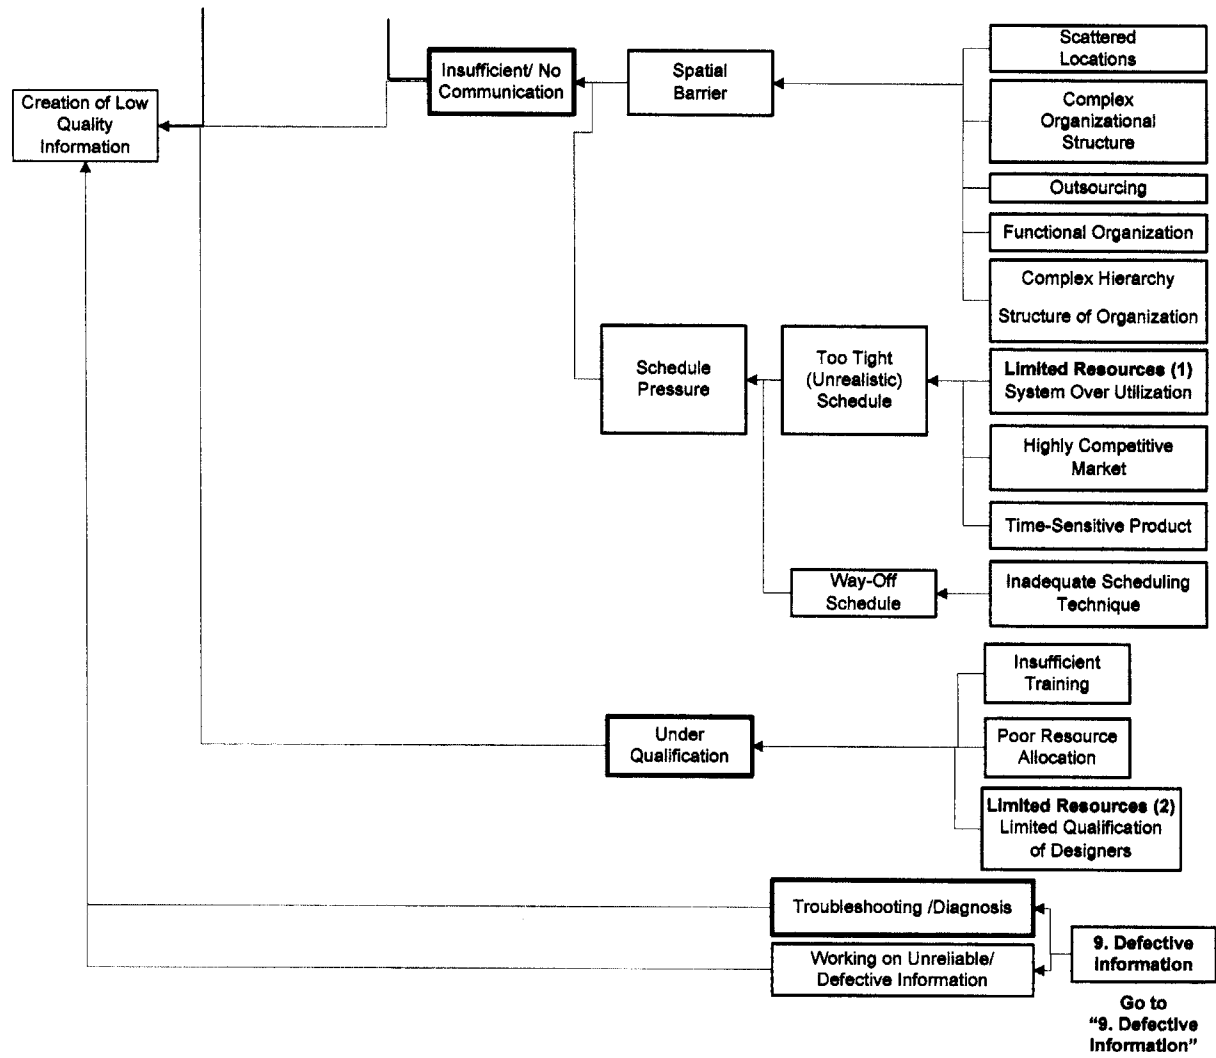 Creation of Low
Quality
Information
Insufficient/ No
Communication
Spatial
Barrier
Scattered
Locations
Complex
Organizational
Structure
Outsourcing
Functional Organization
Complex Hierarchy
Structure of Organization
Schedule
Pressure
Too Tight
(Unrealistic)
Schedule
Limited Resources (1)
System Over Utilization
Highly Competitive
Market
Time-Sensitive Product
Way-Off
Schedule
Inadequate Scheduling
Technique
Under
Qualification
Insufficient
Training
Poor Resource
Allocation
Limited Resources (2)
Limited Qualification
of Designers
Troubleshooting /Diagnosis
Working on Unreliable/
Defective Information
9. Defective
Information
Go to
“9. Defective
Information”